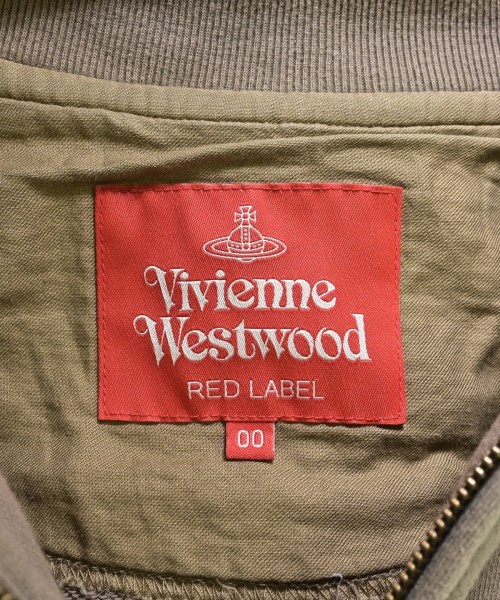 Vivienne
Westwood
RED LABEL
00